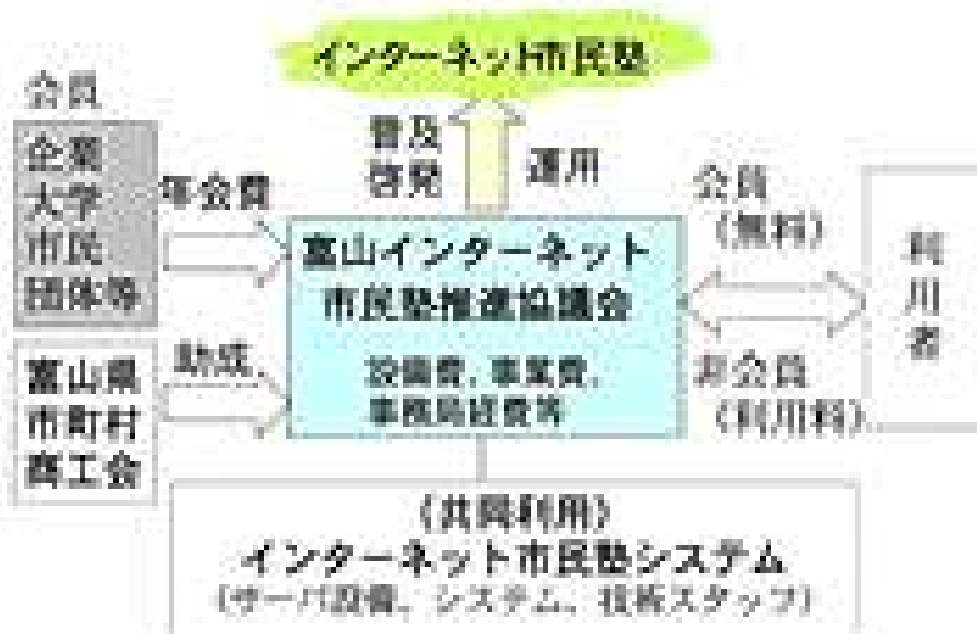 インターネット市民塾
会員
企業
大学
市民
団体等
年会費
普及
啓発
運用
会員
(無料)
利
用
者
富山インターネット
市民塾推進協議会
設備費、事業費、
事務局経費等
富山県
市町村
商工会
助成
非会員
(利用料)
(共同利用)
インターネット市民塾システム
(サーバ設備、システム、技術スタッフ)